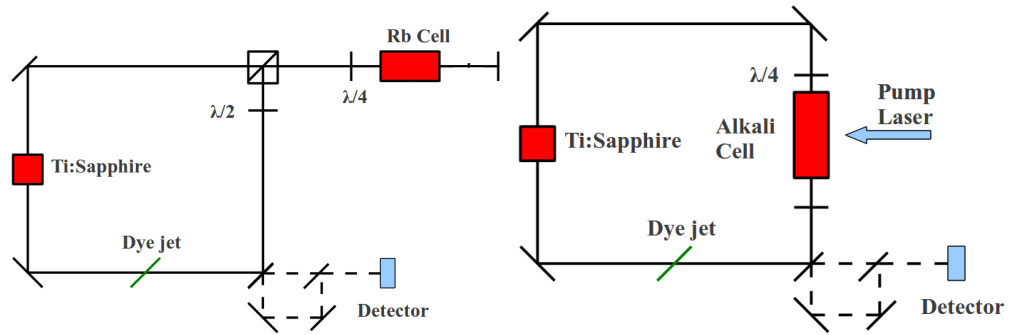 Rb Cell
λ/2
λ/4
Ti:Sapphire
Dye jet
Detector
λ/4
Pump
Laser
Alkali
Cell
Ti:Sapphire
Dye jet
Detector